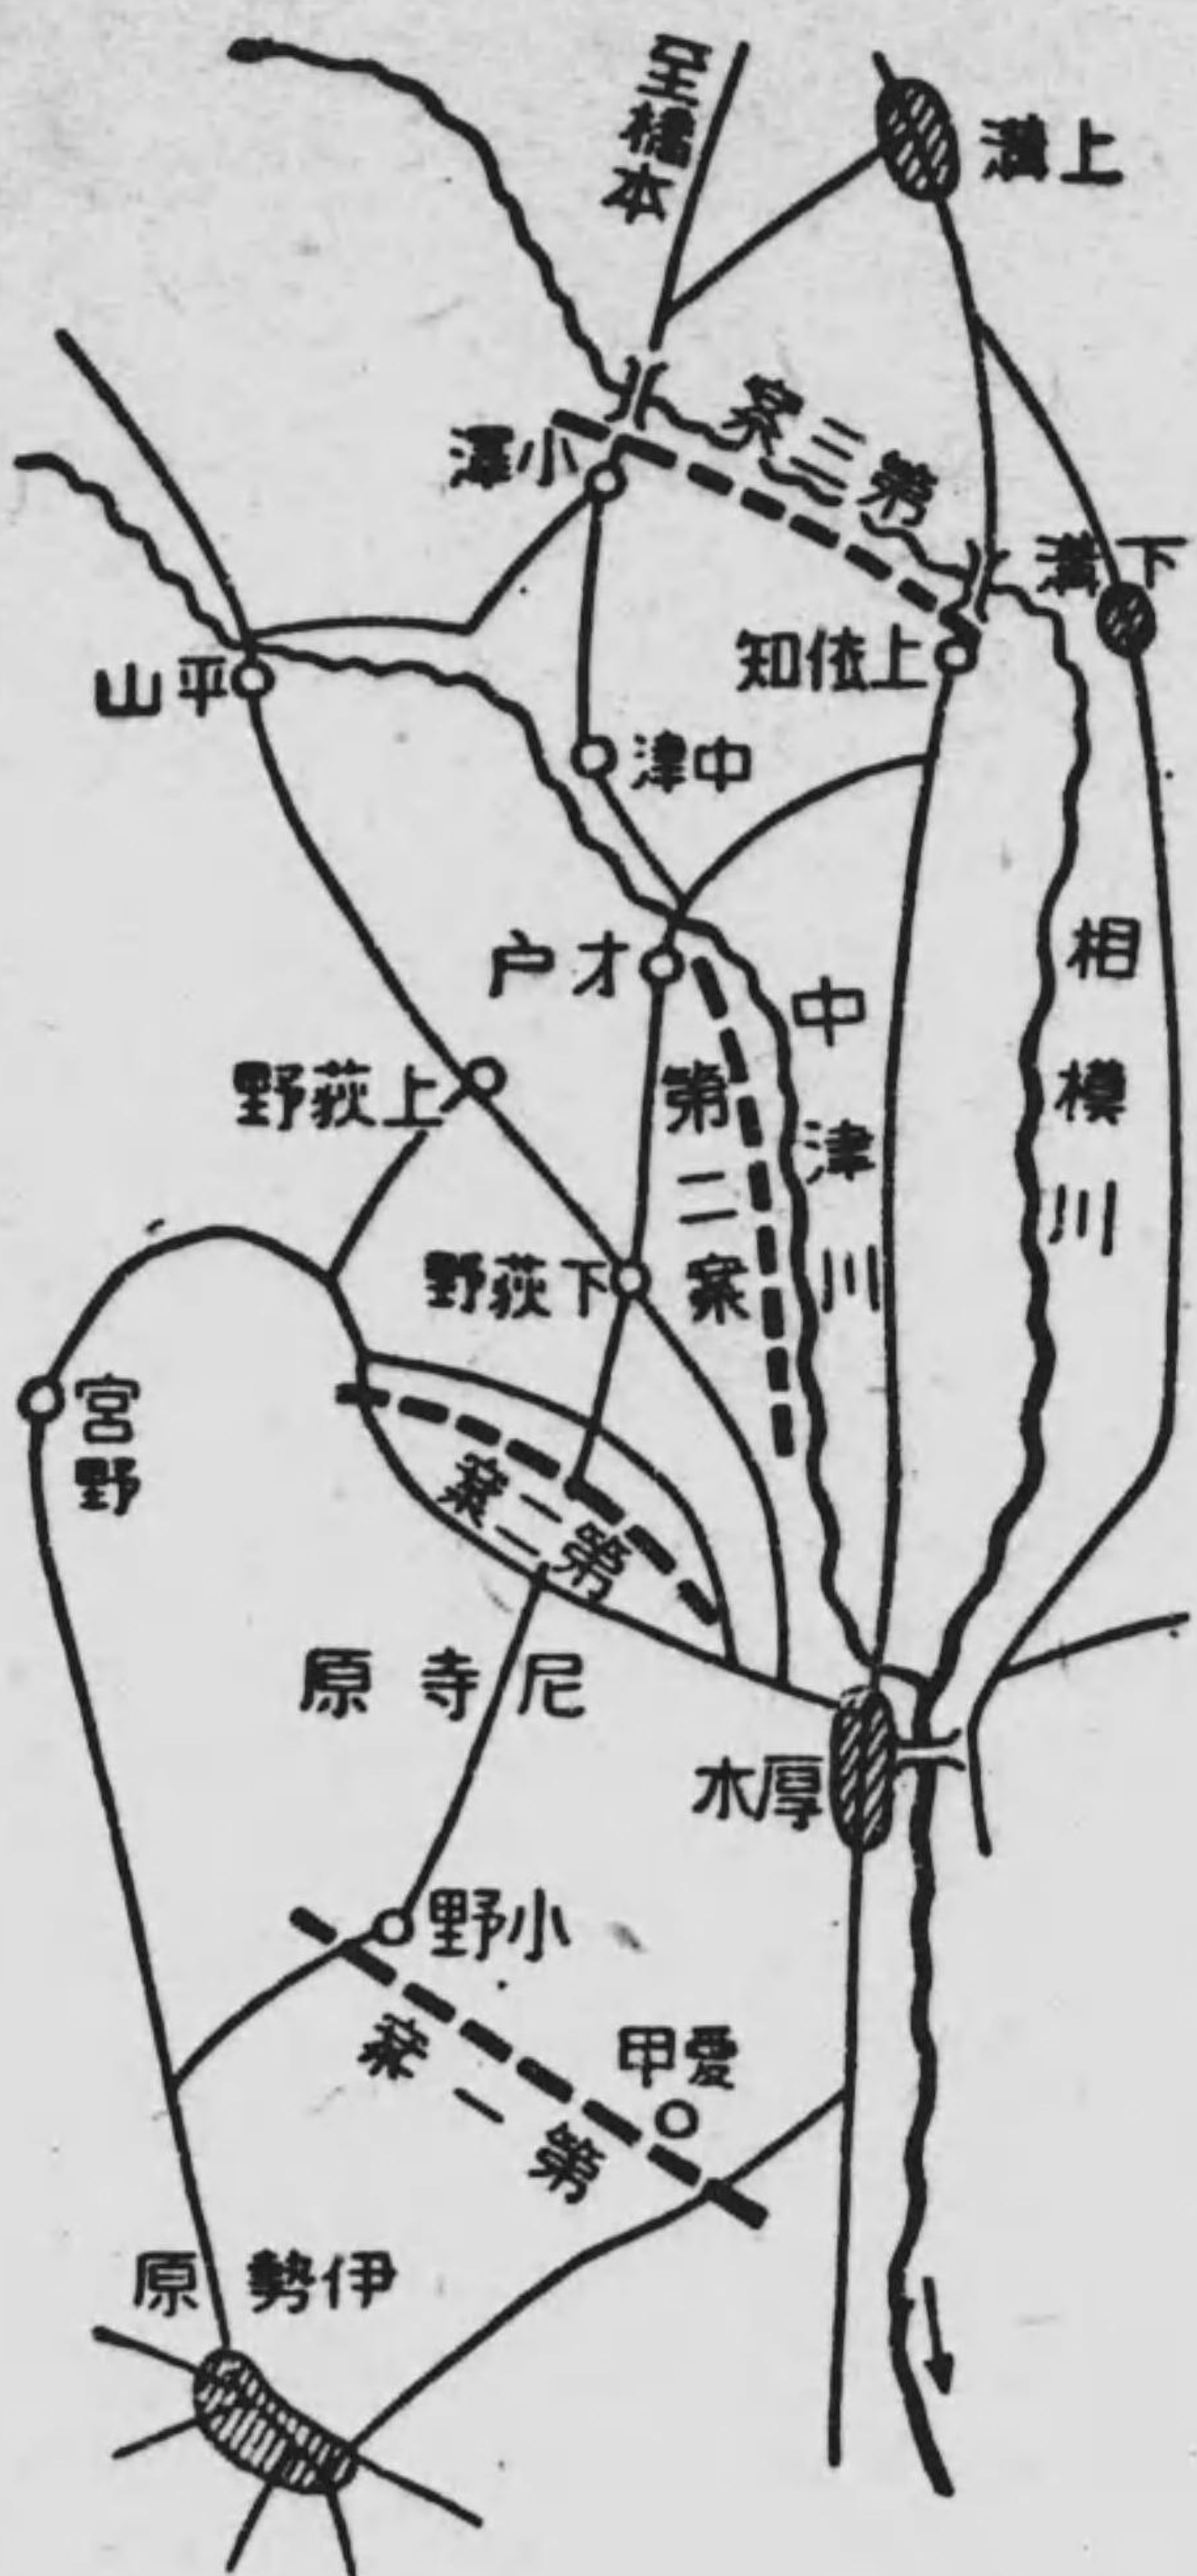 至橋本
上溝
第三案
小澤
下溝
上依知
平山
中津
才户
相模川
中津川
上荻野
第二案
下荻野
宮野
第二案
尼寺原
厚木
小野
愛甲
第一案
伊勢原